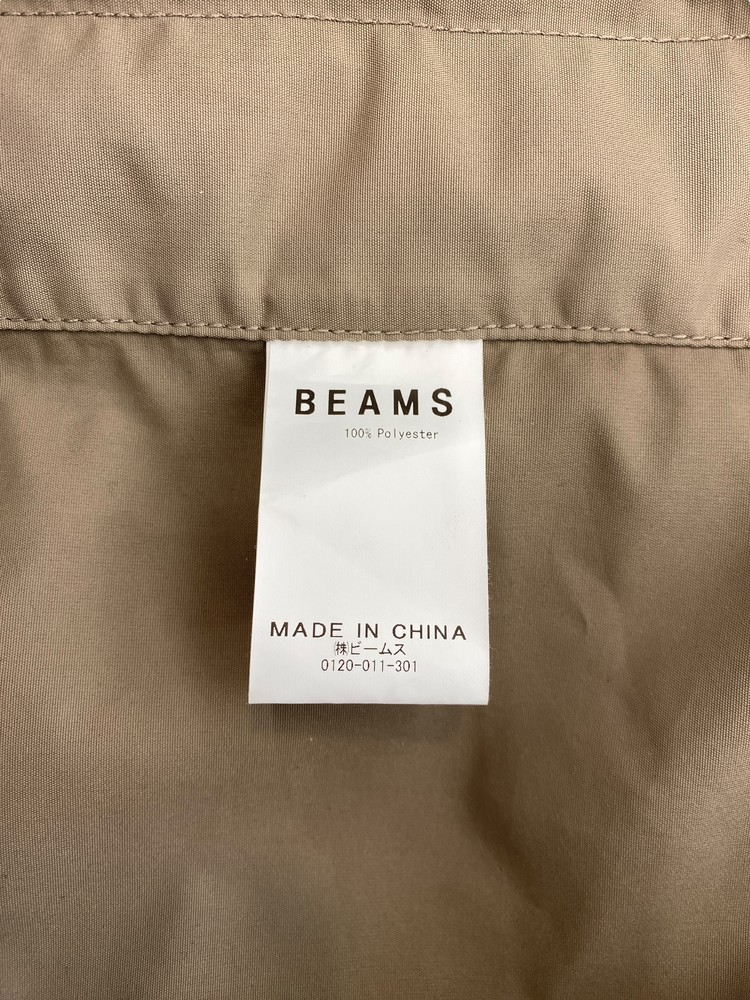 BEAMS
100% Polyester
MADE IN CHINA
㈱ビームス
0120-011-301